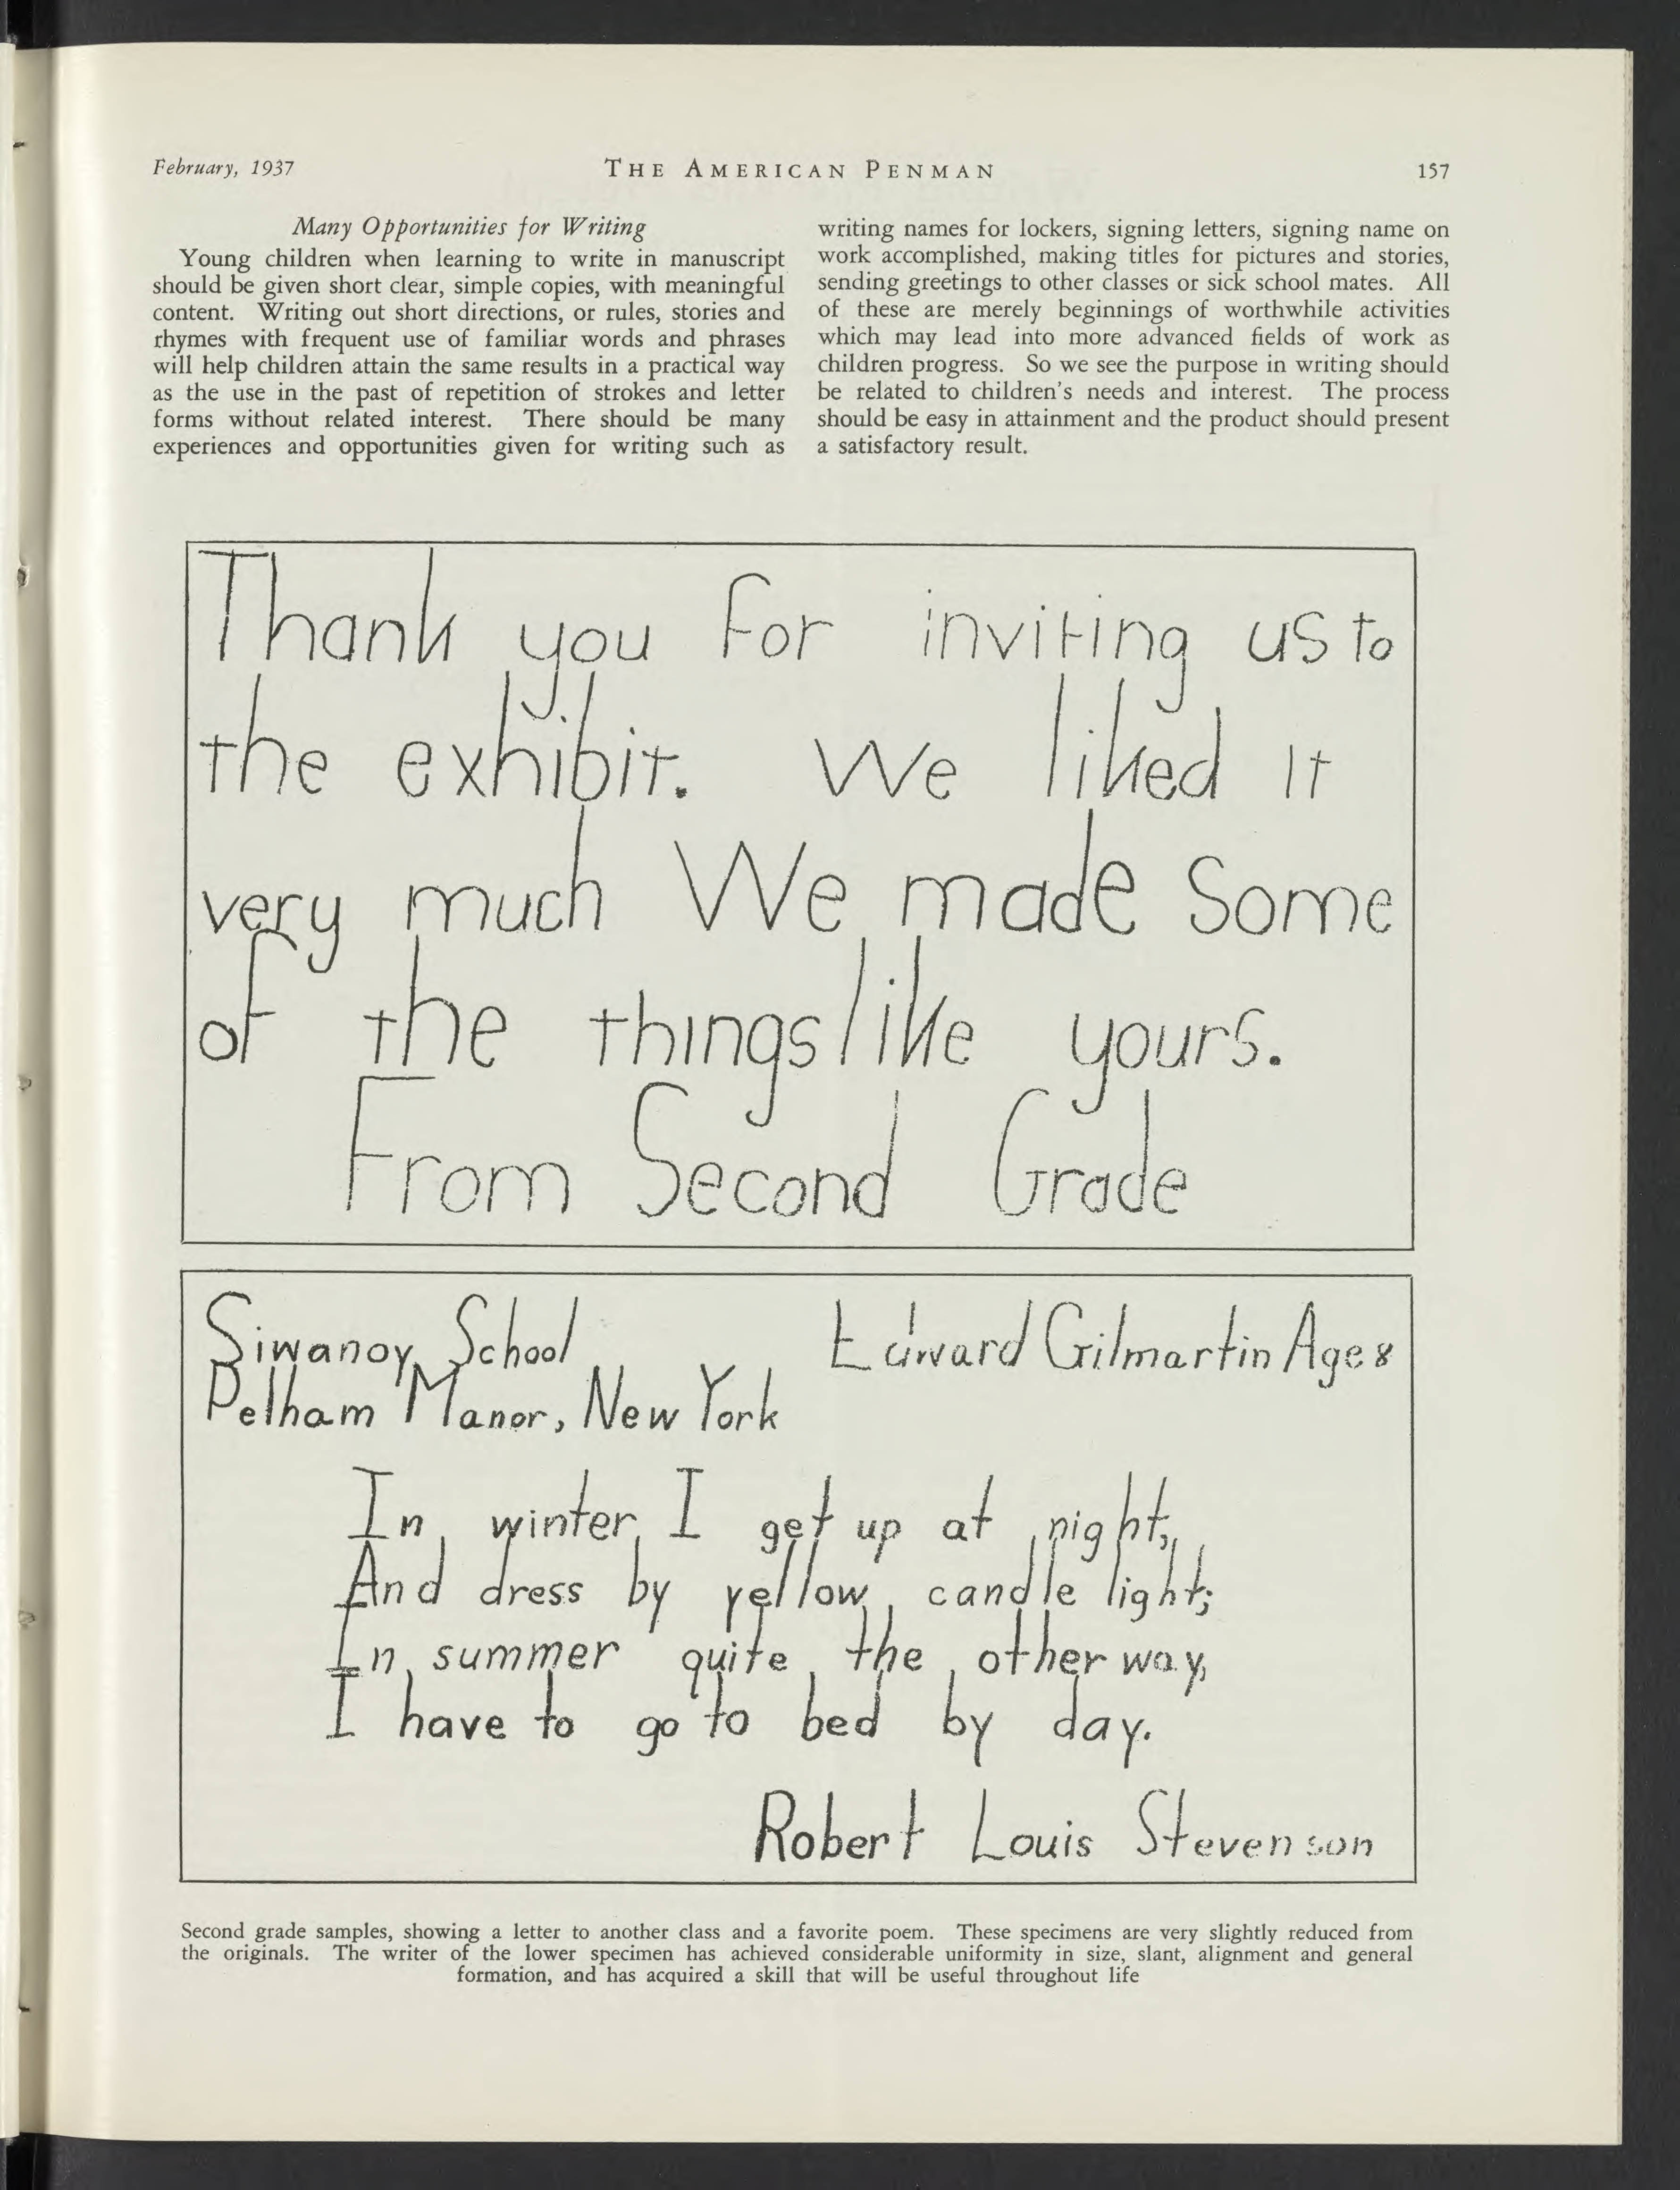 February, 1937
THE AMERICAN PENMAN
157
Many Opportunities for Writing
Young children when learning to write in manuscript
should be given short clear, simple copies, with meaningful
content. Writing out short directions, or rules, stories and
rhymes with frequent use of familiar words and phrases
will help children attain the same results in a practical way
as the use in the past of repetition of strokes and letter
forms without related interest. There should be many
experiences and opportunities given for writing such as
writing names for lockers, signing letters, signing name on
work accomplished, making titles for pictures and stories,
sending greetings to other classes or sick school mates. All
of these are merely beginnings of worthwhile activities
which may lead into more advanced fields of work as
children progress. So we see the purpose in writing should
be related to children's needs and interest. The process
should be easy in attainment and the product should present
a satisfactory result.
Thank you for inviting us to
the exhibit. We liked it
very much We made some
of the things like yours.
From Second Grade
Siwanoy School
Edward Gilmartin Age 8
Pelham Manor, New York
In winter I get up at night,
And dress by yellow candle light;
In summer quite the other way,
I have to go to bed by day.
Robert Louis Stevenson
Second grade samples, showing a letter to another class and a favorite poem. These specimens are very slightly reduced from
the originals. The writer of the lower specimen has achieved considerable uniformity in size, slant, alignment and general
formation, and has acquired a skill that will be useful throughout life